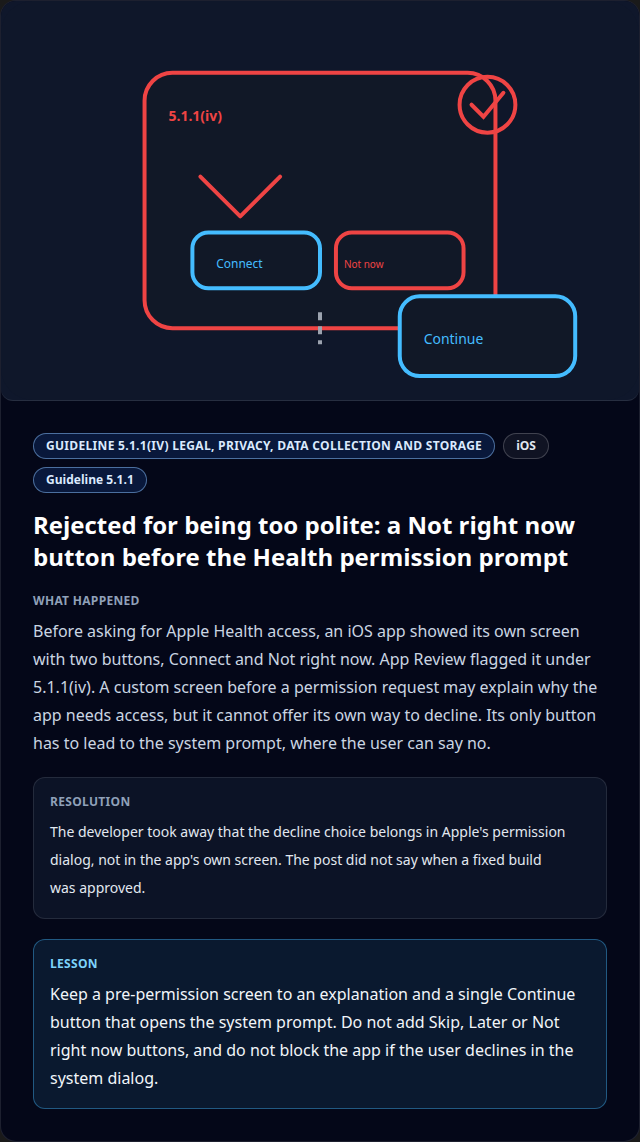 5.1.1(iv)
Connect
Not now
Continue
GUIDELINE 5.1.1(IV) LEGAL, PRIVACY, DATA COLLECTION AND STORAGE
iOS
Guideline 5.1.1
Rejected for being too polite: a Not right now
button before the Health permission prompt
WHAT HAPPENED
Before asking for Apple Health access, an iOS app showed its own screen
with two buttons, Connect and Not right now. App Review flagged it under
5.1.1(iv). A custom screen before a permission request may explain why the
app needs access, but it cannot offer its own way to decline. Its only button
has to lead to the system prompt, where the user can say no.
RESOLUTION
The developer took away that the decline choice belongs in Apple's permission
dialog, not in the app's own screen. The post did not say when a fixed build
was approved.
LESSON
Keep a pre-permission screen to an explanation and a single Continue
button that opens the system prompt. Do not add Skip, Later or Not
right now buttons, and do not block the app if the user declines in the
system dialog.